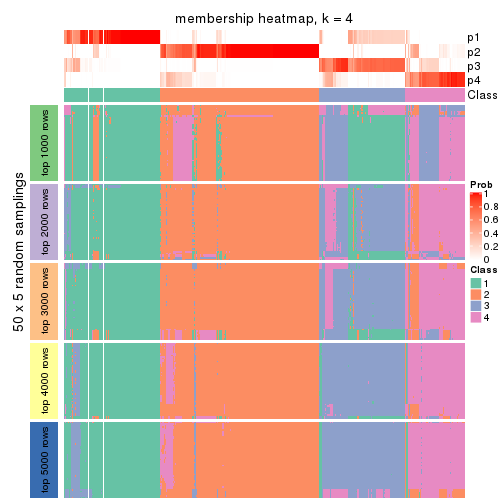 membership heatmap, k = 4
p1
p2
p3
p4
Class
50 x 5 random samplings
top 1000 rows
top 2000 rows
top 3000 rows
top 4000 rows
top 5000 rows
Prob
1
0.8
0.6
0.4
0.2
0
Class
1
2
3
4